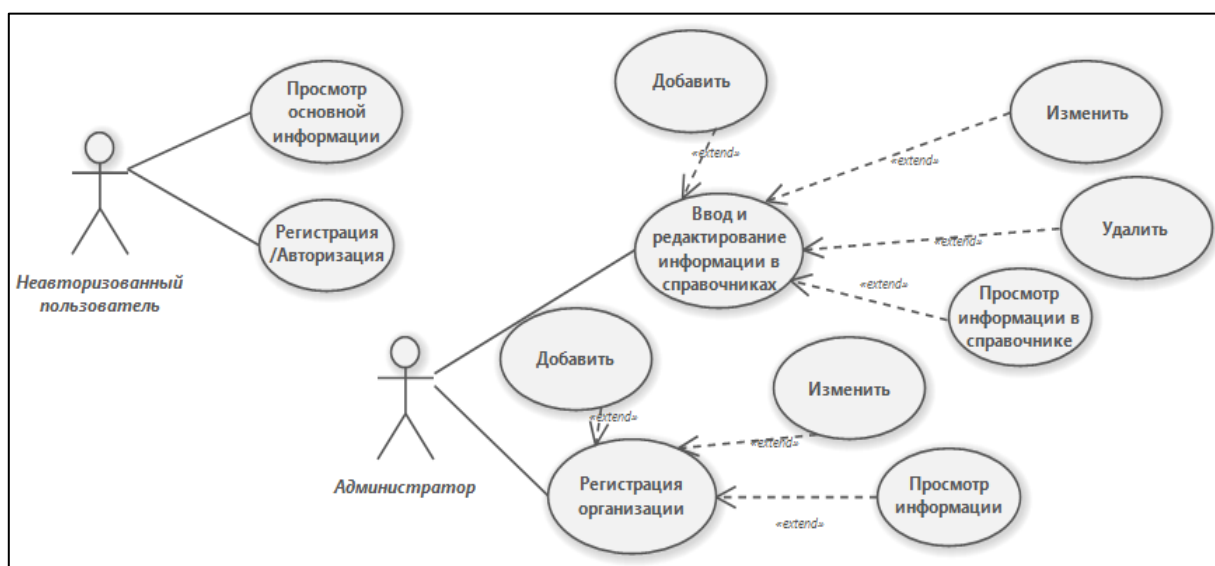 Просмотр
основной
информации
Регистрация
/Авторизация
Неавторизованный
пользователь
Добавить
«extend»
Изменить
«extend»
Ввод и
редактирование
информации в
справочниках
Удалить
«extend»
Просмотр
информации в
справочнике
«extend»
Администратор
Добавить
«extend»
Изменить
«extend»
Регистрация
организации
Просмотр
информации
«extend»